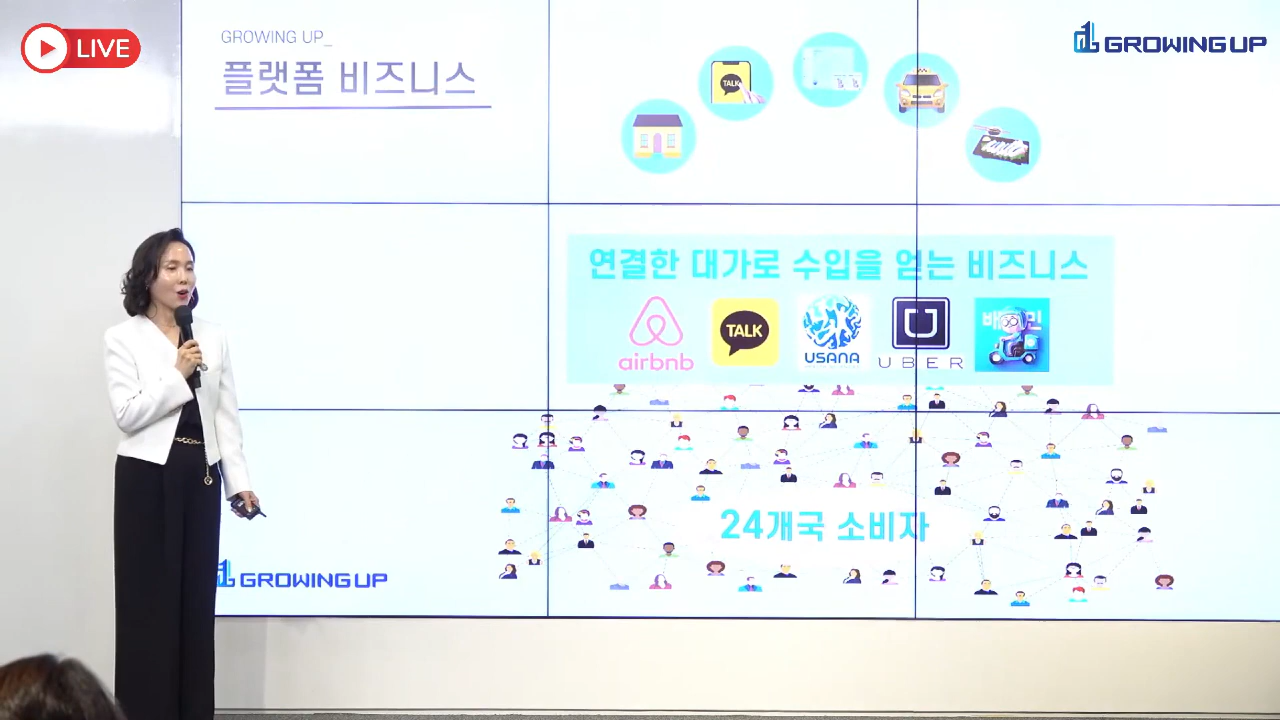 LIVE
GROWING UP_
플랫폼 비즈니스
GROWING UP
TALK
연결한 대가로 수입을 얻는 비즈니스
airbnb
TALK
USANA
UBER
24개국 소비자
GROWING UP